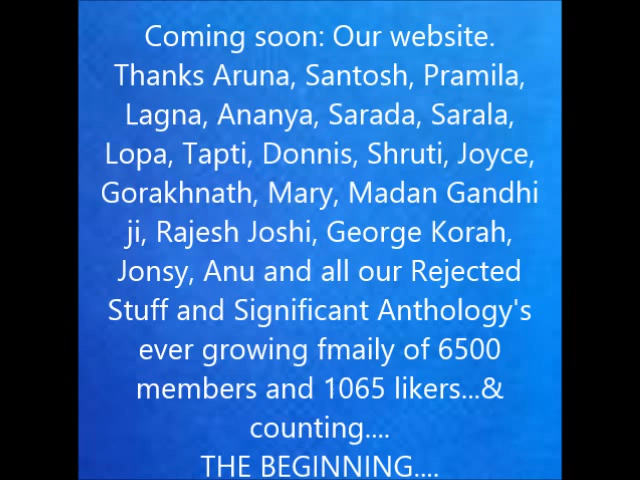 Coming soon: Our website.
Thanks Aruna, Santosh, Pramila,
Lagna, Ananya, Sarada, Sarala,
Lopa, Tapti, Donnis, Shruti, Joyce,
Gorakhnath, Mary, Madan Gandhi
ji, Rajesh Joshi, George Korah,
Jonsy, Anu and all our Rejected
Stuff and Significant Anthology's
ever growing fmaily of 6500
members and 1065 likers...&
counting....
THE BEGINNING....